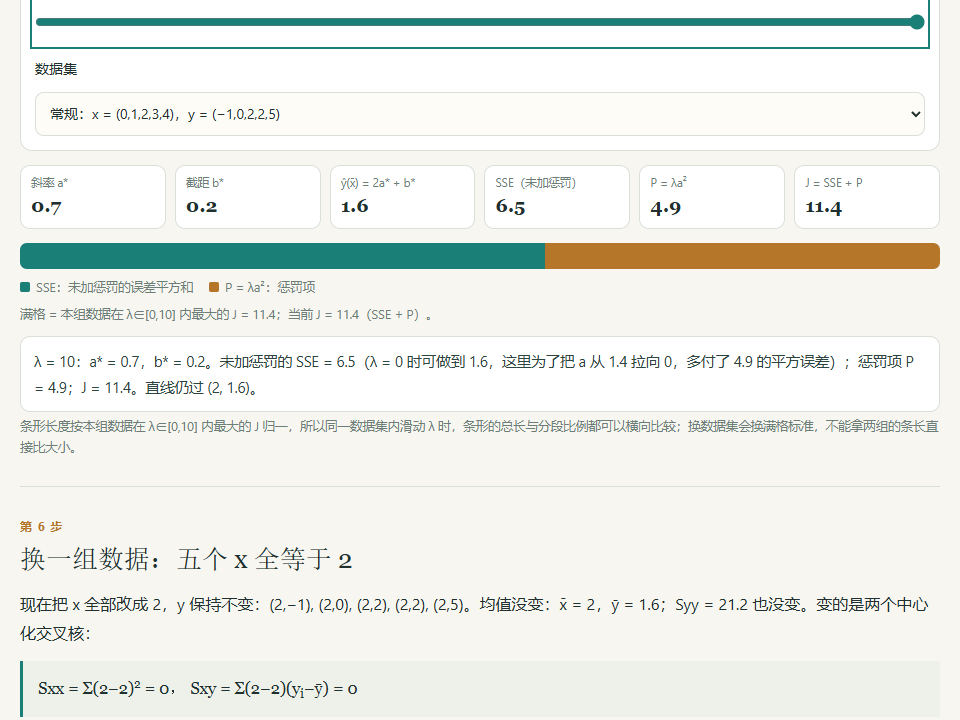 数据集
常规：x = (0,1,2,3,4)，y = (−1,0,2,2,5)
斜率 a*
0.7
截距 b*
0.2
ŷ(x̄) = 2a* + b*
1.6
SSE（未加惩罚）
6.5
P = λa²
4.9
J = SSE + P
11.4
SSE：未加惩罚的误差平方和 P = λa²：惩罚项
满格 = 本组数据在 λ∈[0,10] 内最大的 J = 11.4；当前 J = 11.4（SSE + P）。
λ = 10：a* = 0.7，b* = 0.2。未加惩罚的 SSE = 6.5（λ = 0 时可做到 1.6，这里为了把 a 从 1.4 拉向 0，多付了 4.9 的平方误差）；惩罚项 P
= 4.9；J = 11.4。直线仍过 (2, 1.6)。
条形长度按本组数据在 λ∈[0,10] 内最大的 J 归一，所以同一数据集内滑动 λ 时，条形的总长与分段比例都可以横向比较；换数据集会换满格标准，不能拿两组的条长直
接比大小。
第 6 步
换一组数据：五个 x 全等于 2
现在把 x 全部改成 2，y 保持不变：(2,−1), (2,0), (2,2), (2,2), (2,5)。均值没变：x̄ = 2，ȳ = 1.6；Syy = 21.2 也没变。变的是两个中心
化交叉核：
Sxx = Σ(2−2)² = 0， Sxy = Σ(2−2)(yᵢ−ȳ) = 0